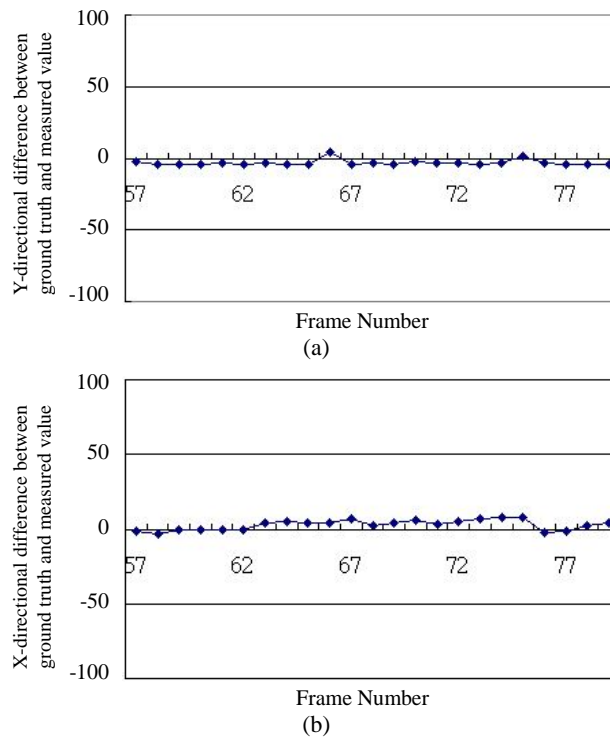 100
50
0
-50
-100
Y-directional difference between
ground truth and measured value
57 62 67 72 77
Frame Number
(a)
100
50
0
-50
-100
X-directional difference between
ground truth and measured value
57 62 67 72 77
Frame Number
(b)